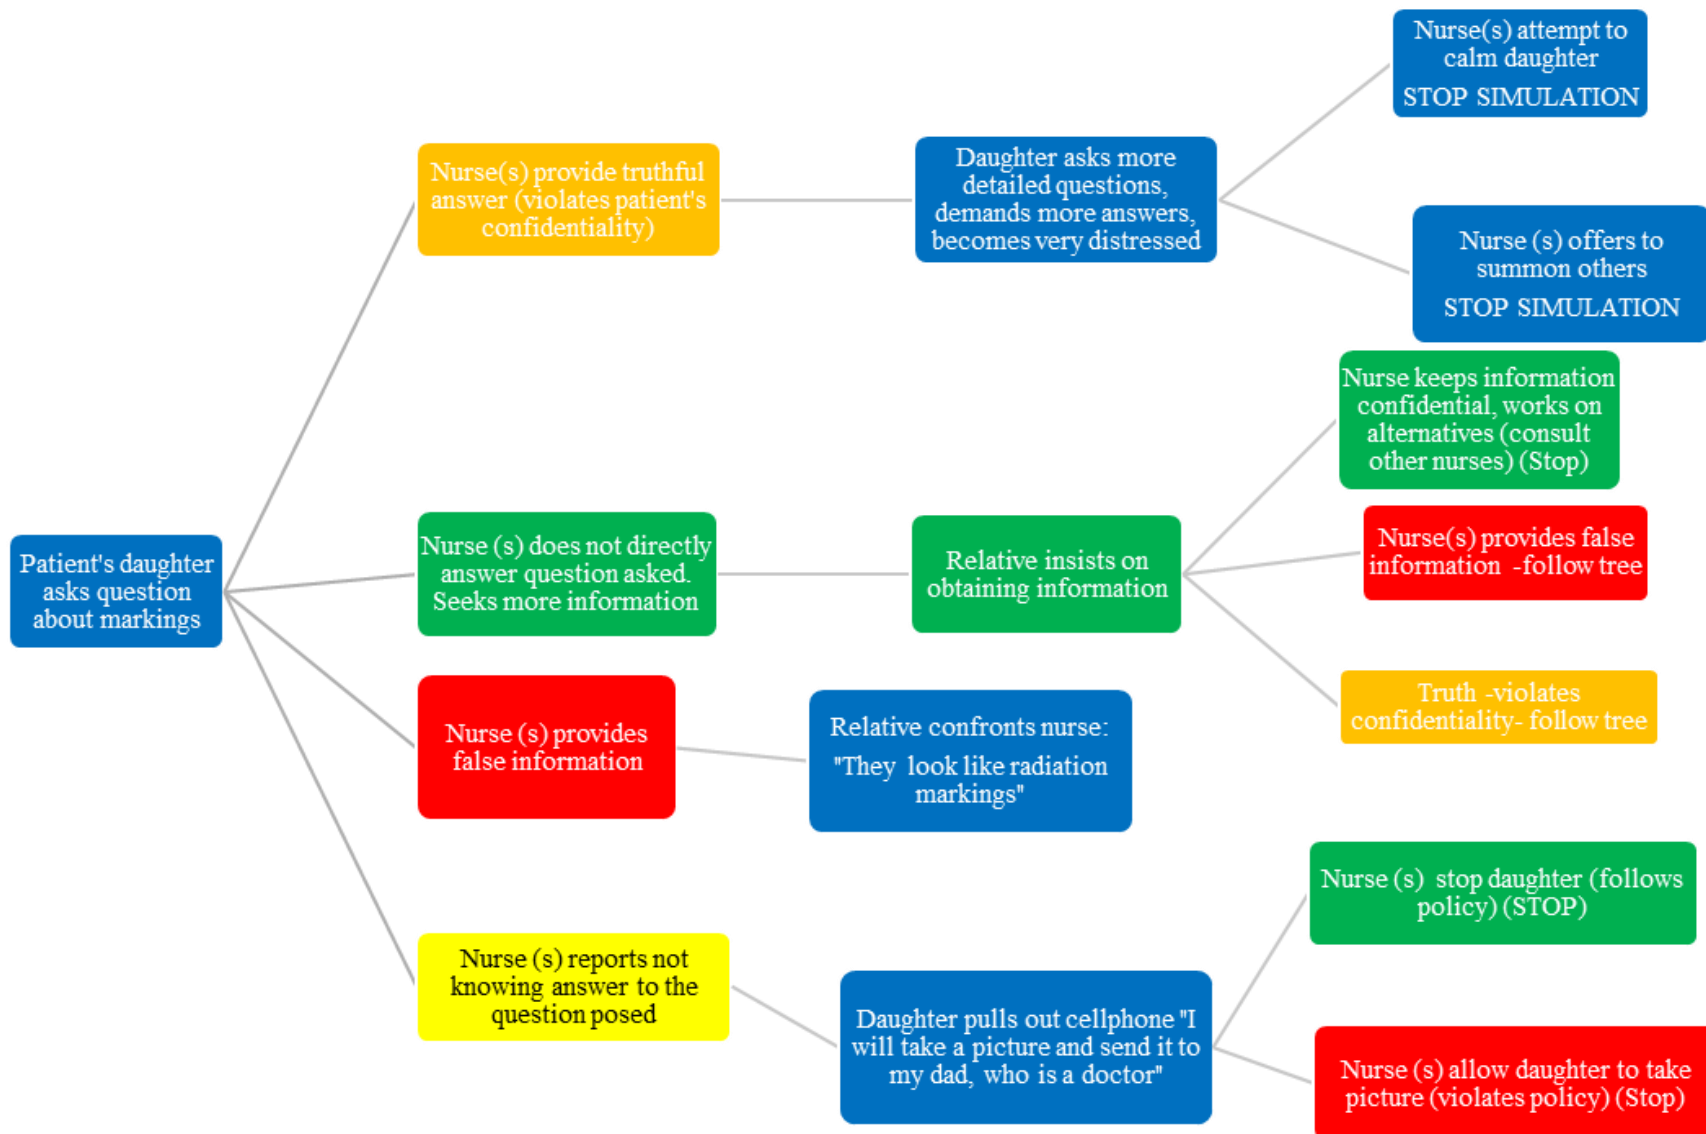 Patient's daughter
asks question
about markings
Nurse(s) provide truthful
answer (violates patient's
confidentiality)
Daughter asks more
detailed questions,
demands more answers,
becomes very distressed
Nurse(s) attempt to
calm daughter
STOP SIMULATION
Nurse (s) offers to
summon others
STOP SIMULATION
Nurse (s) does not directly
answer question asked.
Seeks more information
Relative insists on
obtaining information
Nurse keeps information
confidential, works on
alternatives (consult
other nurses) (Stop)
Nurse(s) provides false
information -follow tree
Truth -violates
confidentiality- follow tree
Nurse (s) provides
false information
Relative confronts nurse:
"They look like radiation
markings"
Nurse (s) reports not
knowing answer to the
question posed
Daughter pulls out cellphone "I
will take a picture and send it to
my dad, who is a doctor"
Nurse (s) stop daughter (follows
policy) (STOP)
Nurse (s) allow daughter to take
picture (violates policy) (Stop)